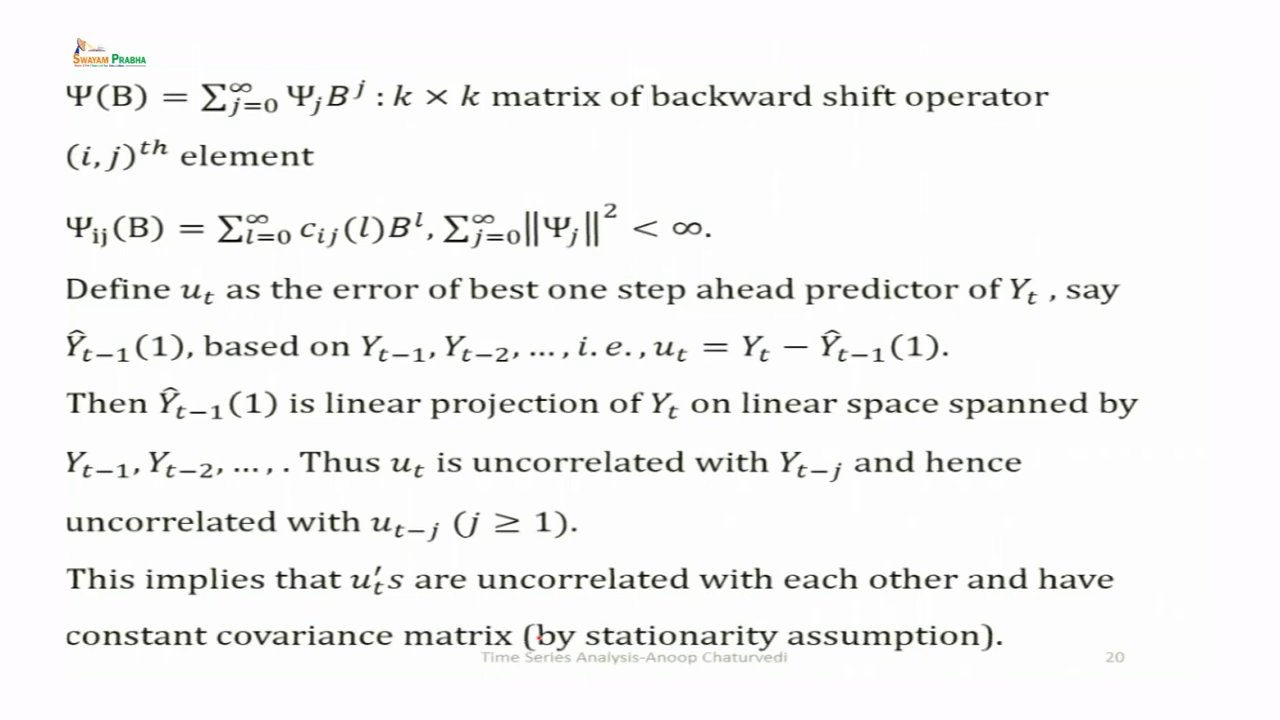 SWAYAM PRABHA
Ψ(B) = ∑_{j=0}^{∞} Ψ_j B^j : k × k matrix of backward shift operator
(i, j)^{th} element
Ψ_{ij}(B) = ∑_{l=0}^{∞} c_{ij}(l)B^l, ∑_{j=0}^{∞}‖Ψ_j‖^2 < ∞.
Define u_t as the error of best one step ahead predictor of Y_t , say
Ŷ_{t−1}(1), based on Y_{t−1}, Y_{t−2}, …, i. e., u_t = Y_t − Ŷ_{t−1}(1).
Then Ŷ_{t−1}(1) is linear projection of Y_t on linear space spanned by
Y_{t−1}, Y_{t−2}, …, . Thus u_t is uncorrelated with Y_{t−j} and hence
uncorrelated with u_{t−j} (j ≥ 1).
This implies that u_t′s are uncorrelated with each other and have
constant covariance matrix (by stationarity assumption).
Time Series Analysis-Anoop Chaturvedi 20